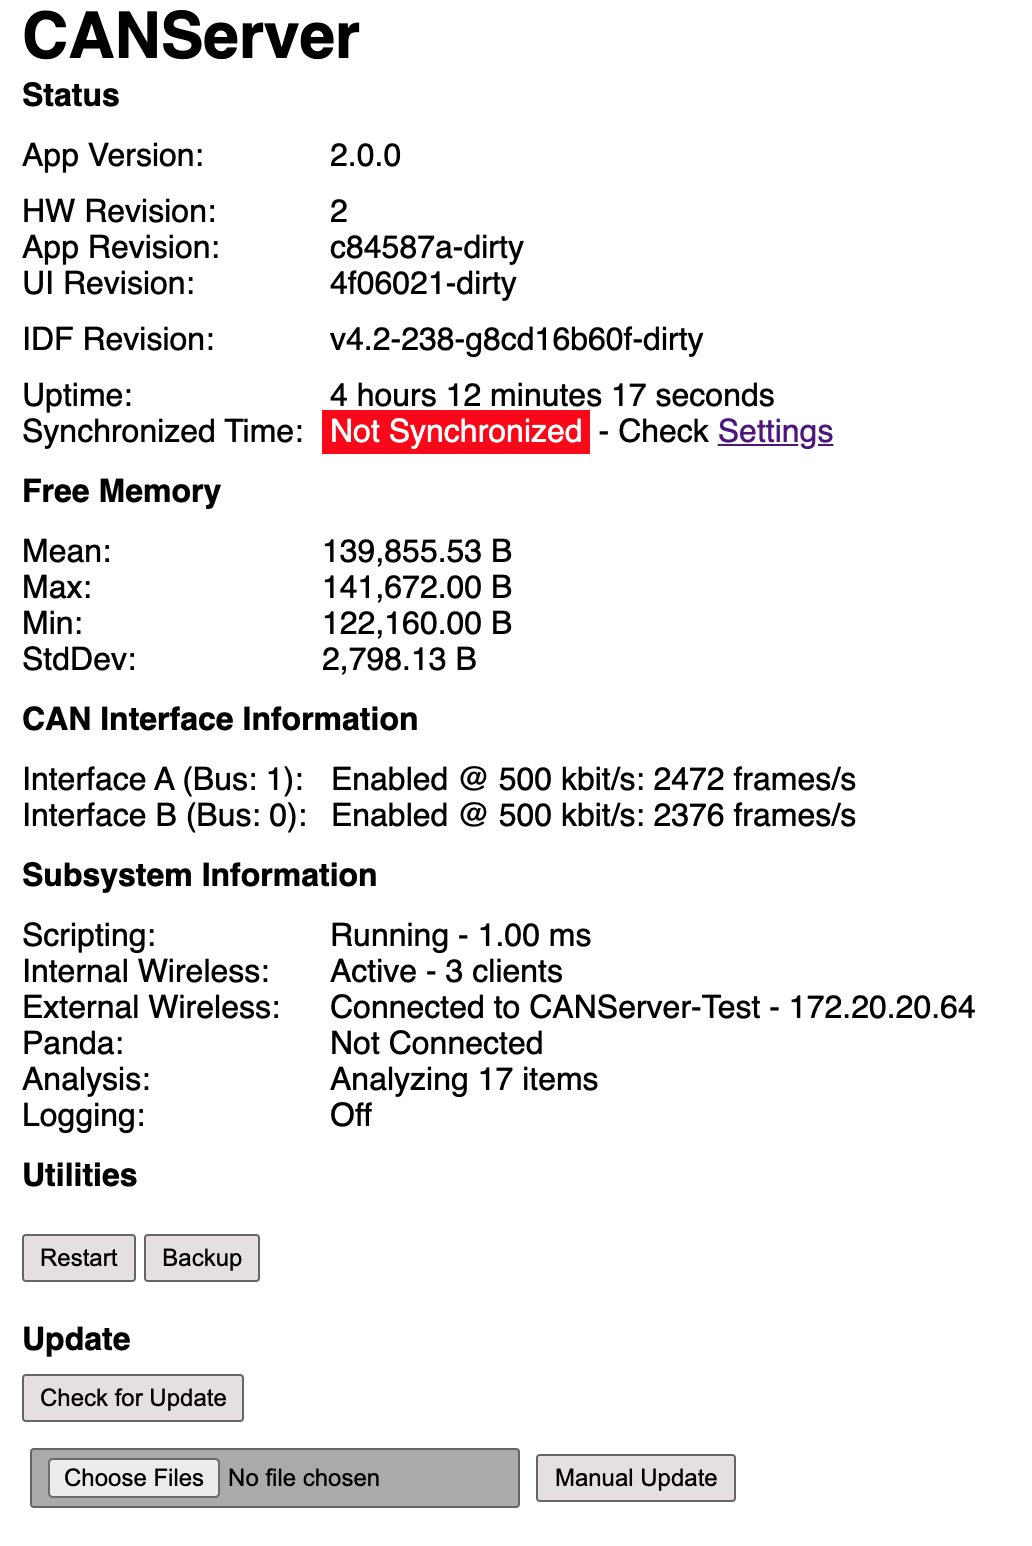 CANServer
Status
App Version: 2.0.0
HW Revision: 2
App Revision: c84587a-dirty
UI Revision: 4f06021-dirty
IDF Revision: v4.2-238-g8cd16b60f-dirty
Uptime: 4 hours 12 minutes 17 seconds
Synchronized Time: Not Synchronized - Check Settings
Free Memory
Mean: 139,855.53 B
Max: 141,672.00 B
Min: 122,160.00 B
StdDev: 2,798.13 B
CAN Interface Information
Interface A (Bus: 1): Enabled @ 500 kbit/s: 2472 frames/s
Interface B (Bus: 0): Enabled @ 500 kbit/s: 2376 frames/s
Subsystem Information
Scripting: Running - 1.00 ms
Internal Wireless: Active - 3 clients
External Wireless: Connected to CANServer-Test - 172.20.20.64
Panda: Not Connected
Analysis: Analyzing 17 items
Logging: Off
Utilities
Restart Backup
Update
Check for Update
Choose Files No file chosen Manual Update